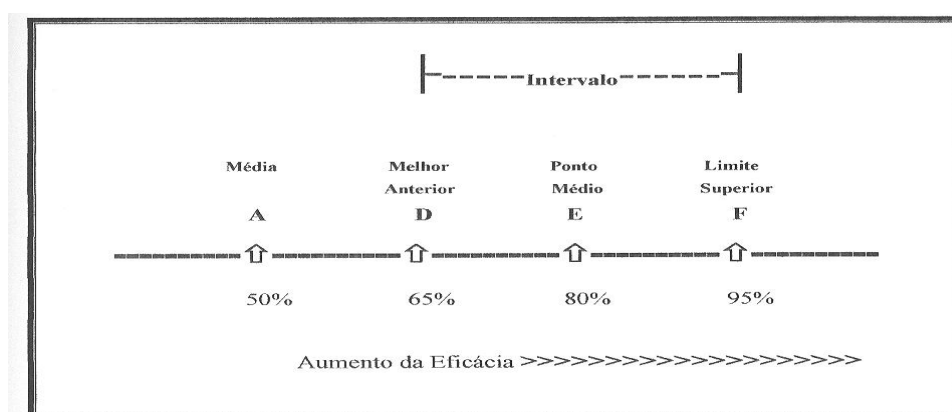 Intervalo
Média Melhor Ponto Limite
Anterior Médio Superior
A D E F
50% 65% 80% 95%
Aumento da Eficácia >>>>>>>>>>>>>>>>>>>>>>>>